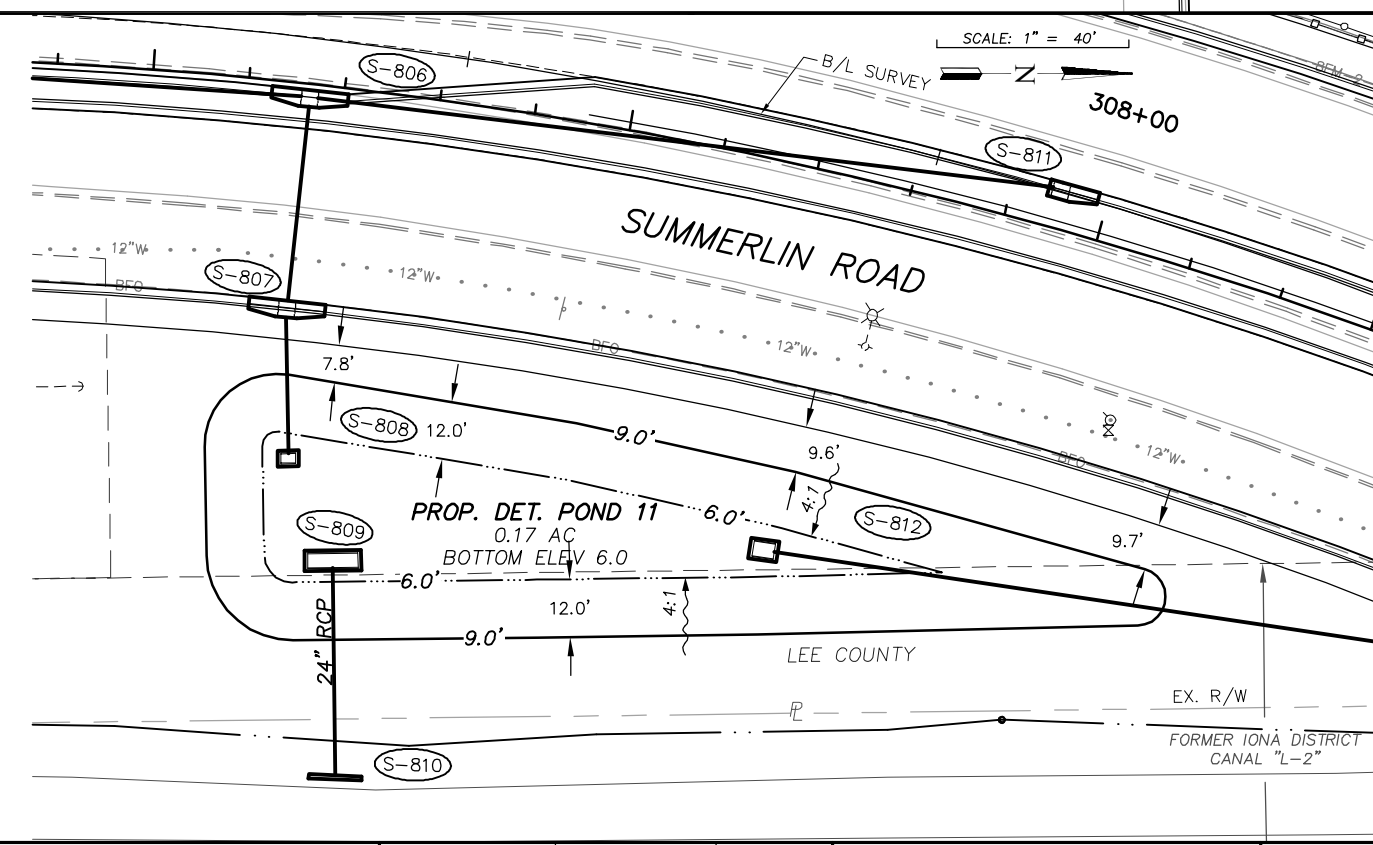 SCALE: 1" = 40'
S-806
B/L SURVEY
N
BFM-2
308+00
S-811
SUMMERLIN ROAD
12"W
S-807
12"W
BFO
BFO
12"W
7.8'
S-808
12.0'
9.0'
9.6'
BFO
12"W
4:1
PROP. DET. POND 11
6.0'
S-812
S-809
0.17 AC
BOTTOM ELEV 6.0
9.7'
6.0'
12.0'
4:1
24" RCP
9.0'
LEE COUNTY
EX. R/W
PL
FORMER IONA DISTRICT
CANAL "L-2"
S-810